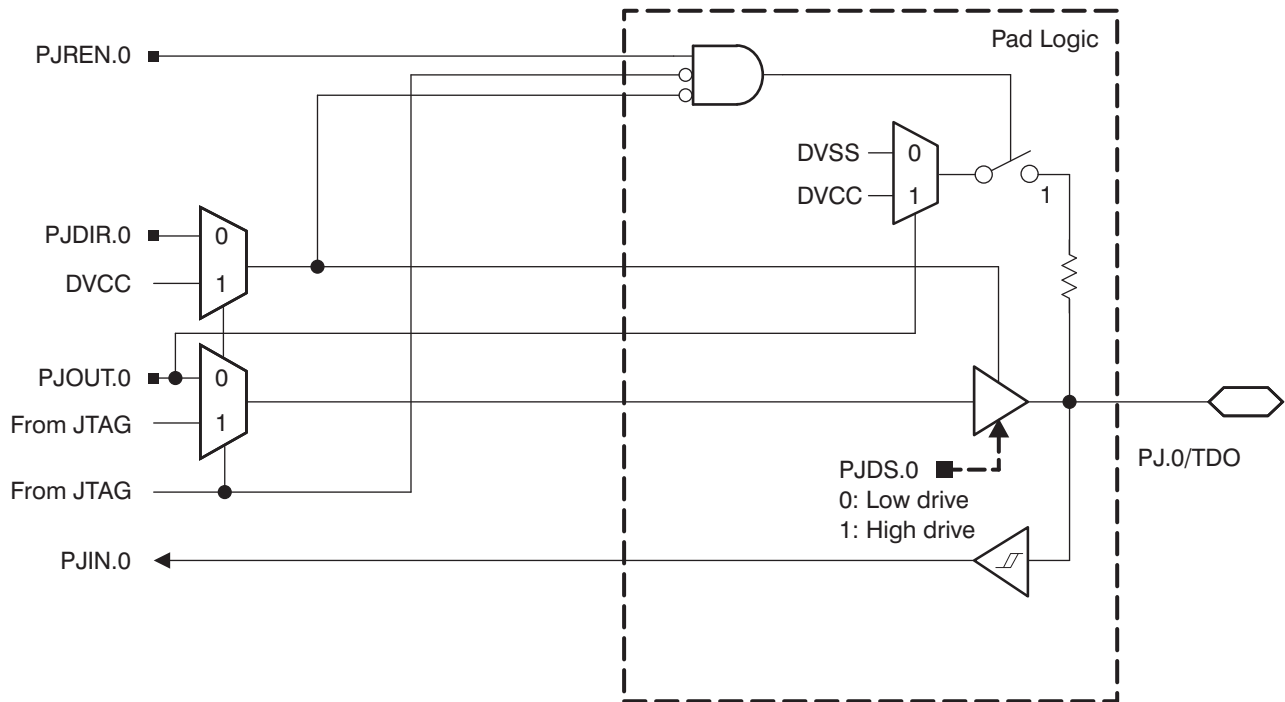 Pad Logic
PJREN.0
DVSS
0
DVCC
1
1
PJDIR.0
0
DVCC
1
PJOUT.0
0
From JTAG
1
From JTAG
PJDS.0
0: Low drive
1: High drive
PJ.0/TDO
PJIN.0